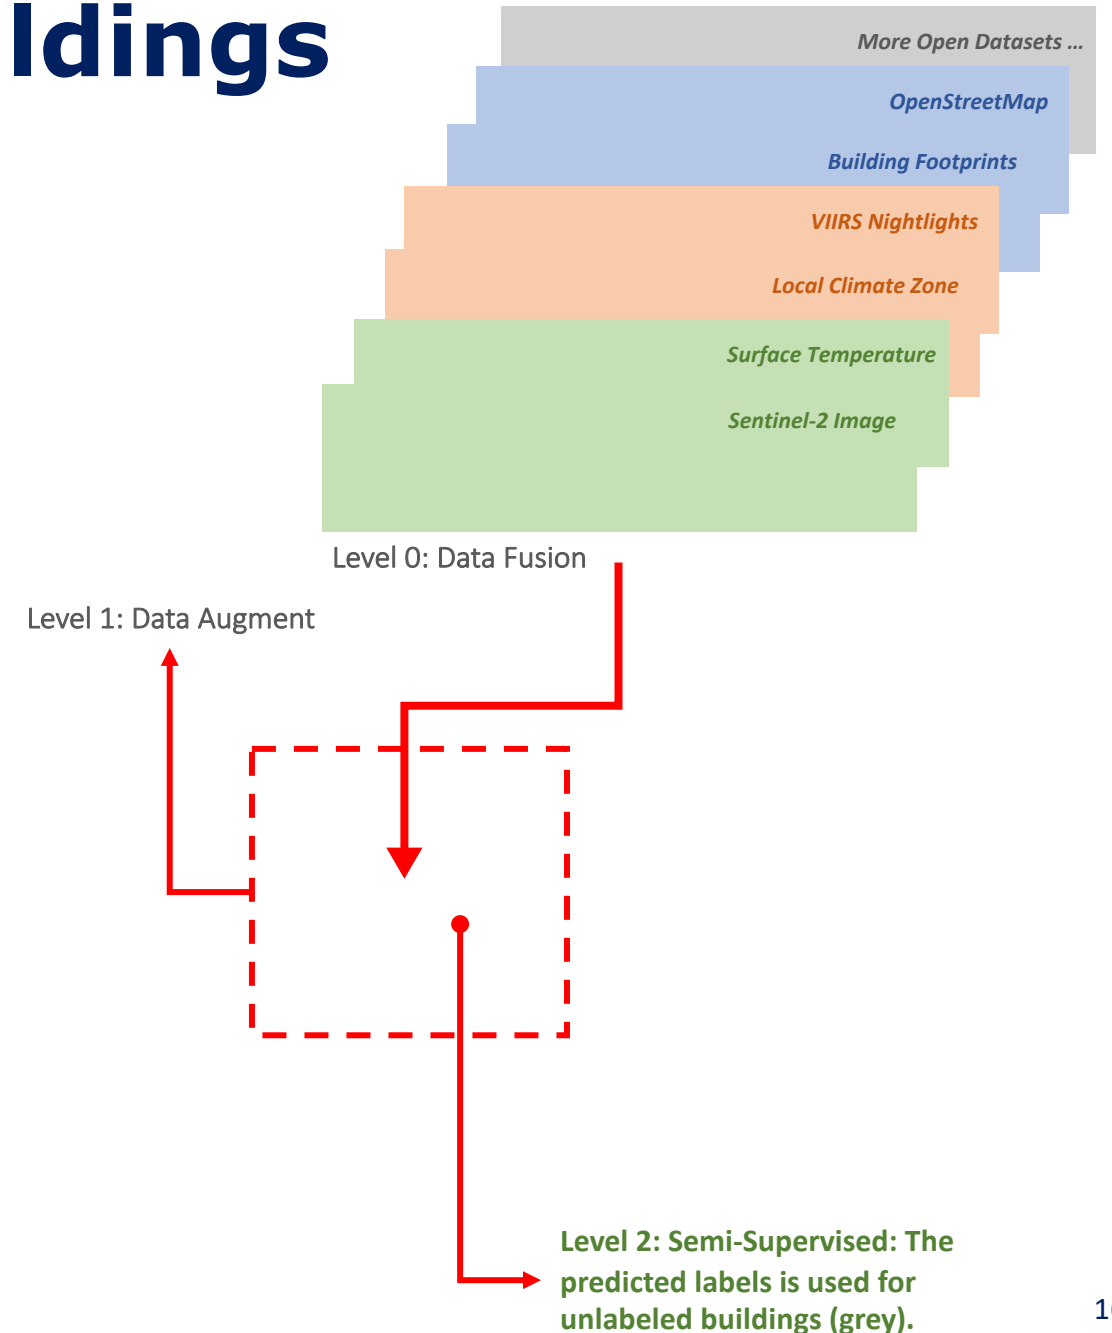 ldings
More Open Datasets ...
OpenStreetMap
Building Footprints
VIIRS Nightlights
Local Climate Zone
Surface Temperature
Sentinel-2 Image
Level 0: Data Fusion
Level 1: Data Augment
Level 2: Semi-Supervised: The
predicted labels is used for
unlabeled buildings (grey).